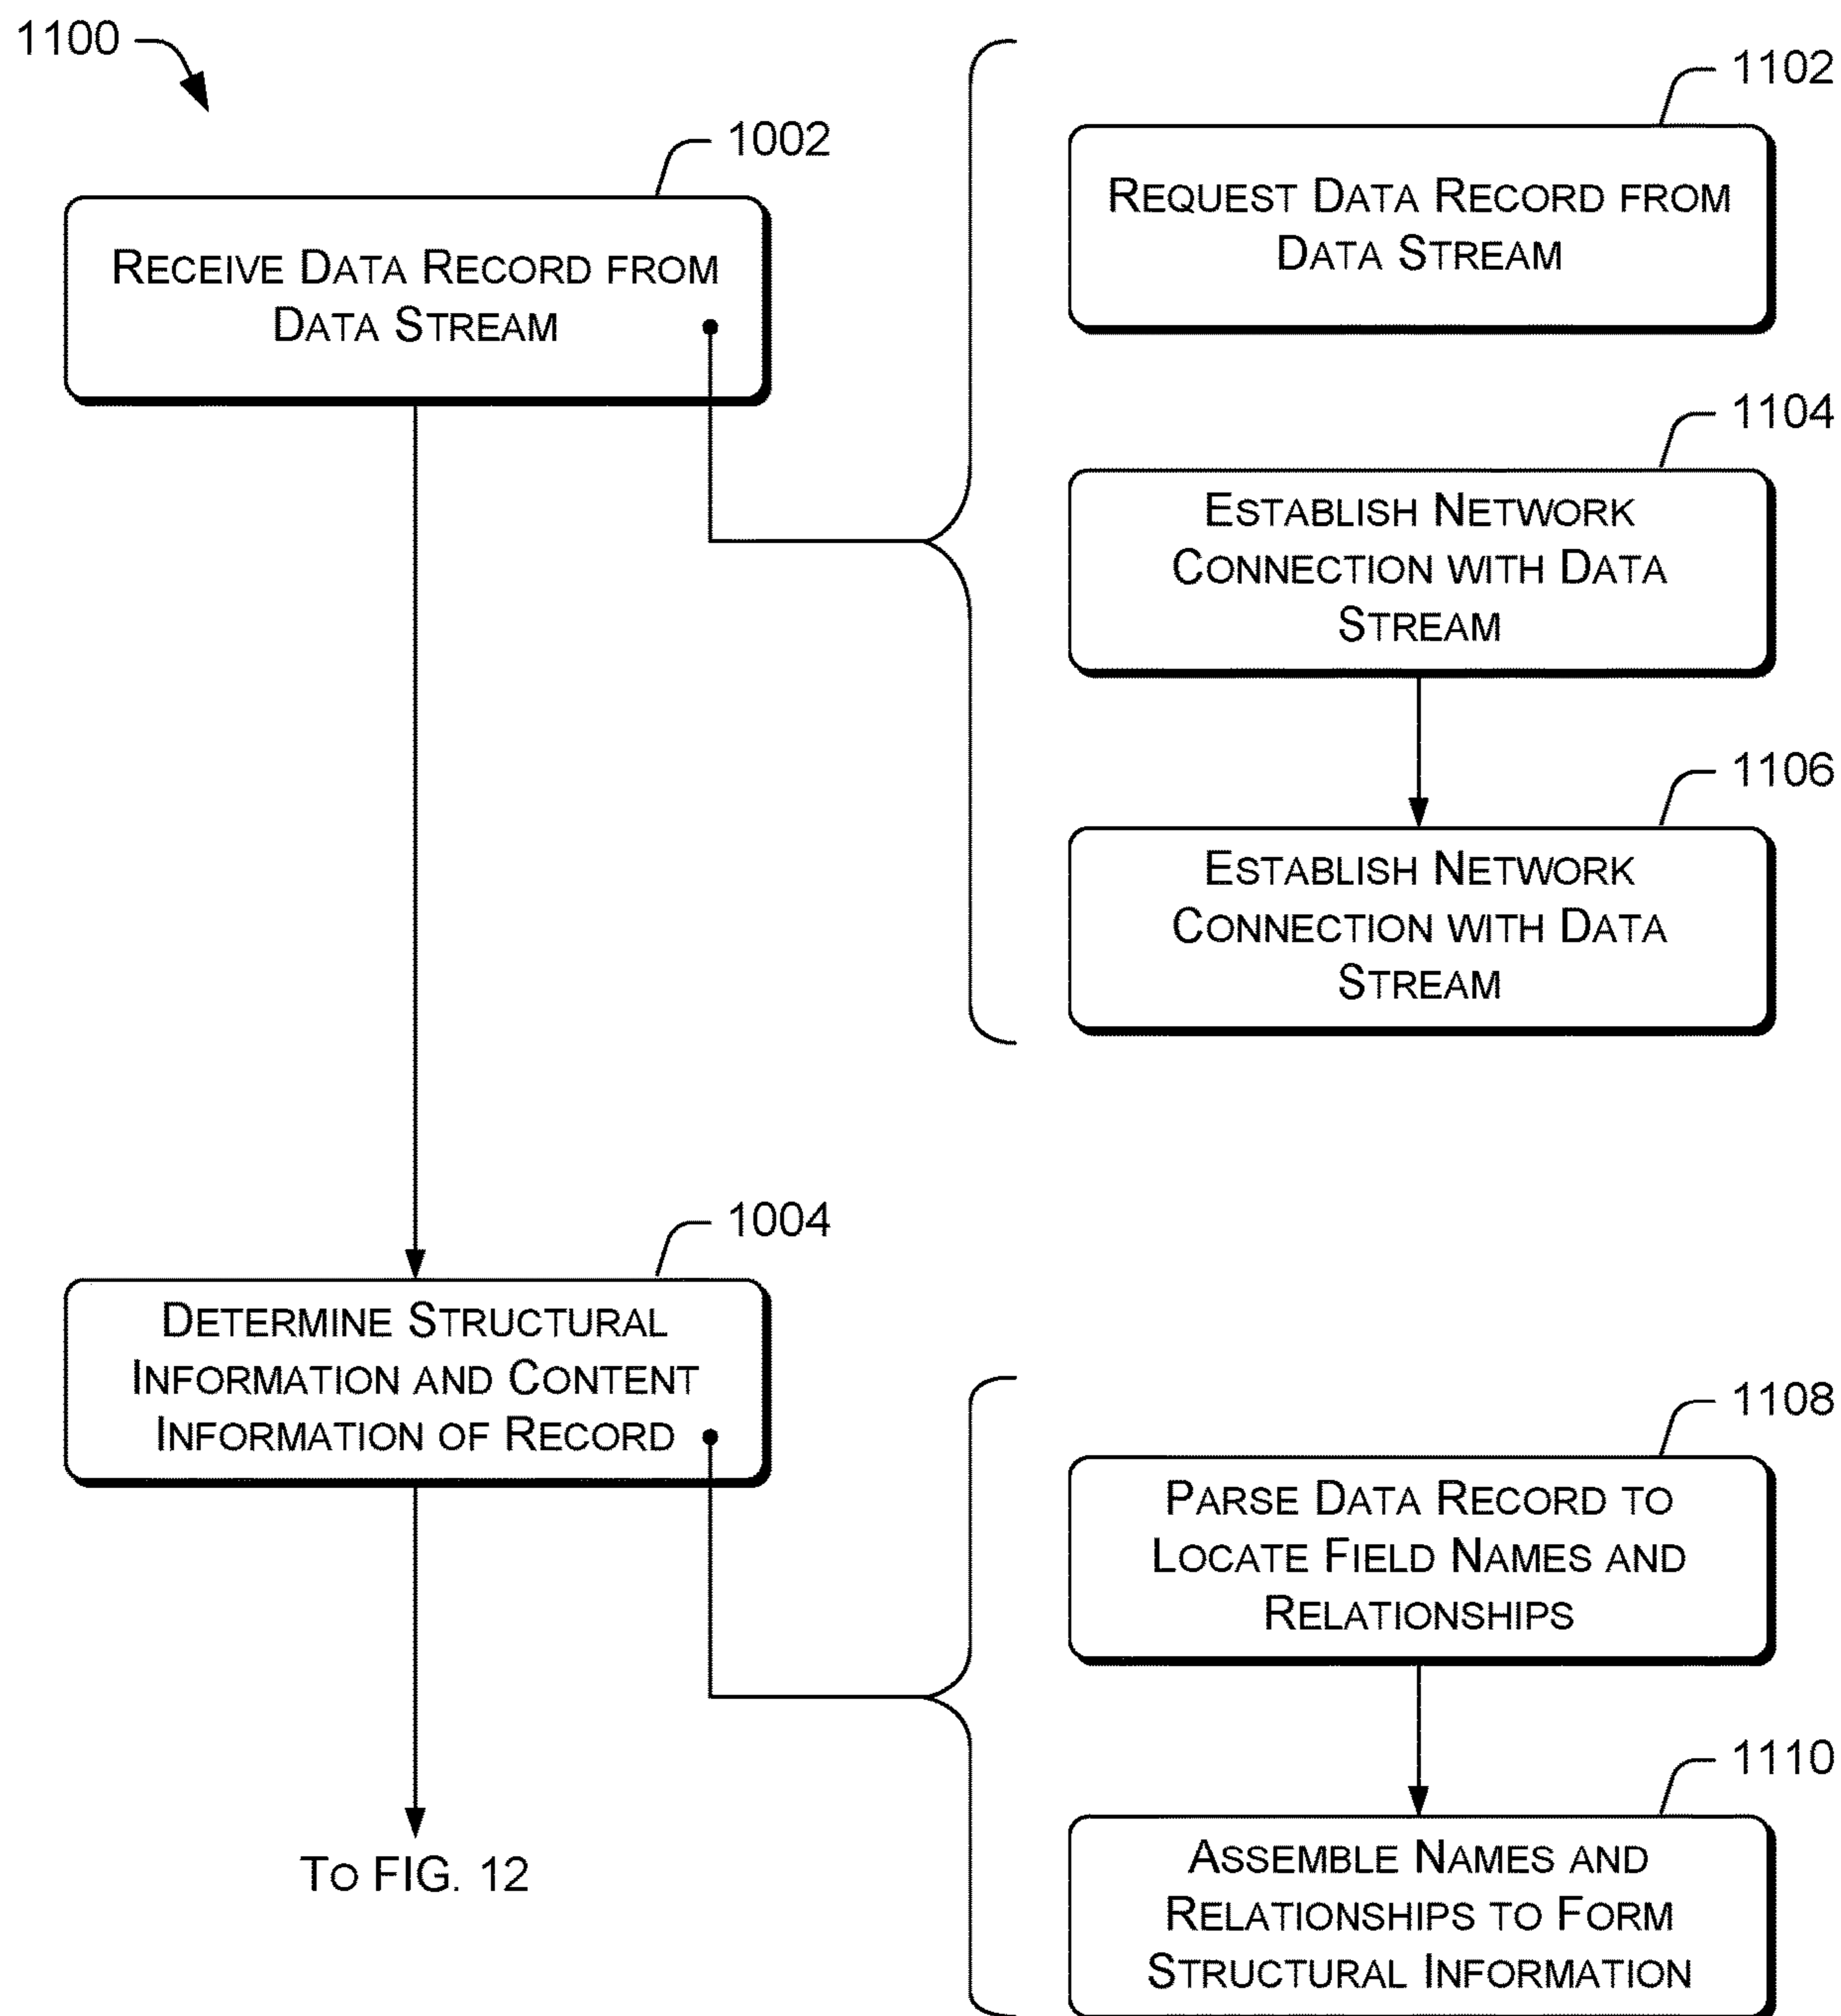 1100
1002
RECEIVE DATA RECORD FROM
DATA STREAM
1102
REQUEST DATA RECORD FROM
DATA STREAM
1104
ESTABLISH NETWORK
CONNECTION WITH DATA
STREAM
1106
ESTABLISH NETWORK
CONNECTION WITH DATA
STREAM
1004
DETERMINE STRUCTURAL
INFORMATION AND CONTENT
INFORMATION OF RECORD
1108
PARSE DATA RECORD TO
LOCATE FIELD NAMES AND
RELATIONSHIPS
1110
ASSEMBLE NAMES AND
RELATIONSHIPS TO FORM
STRUCTURAL INFORMATION
TO FIG. 12